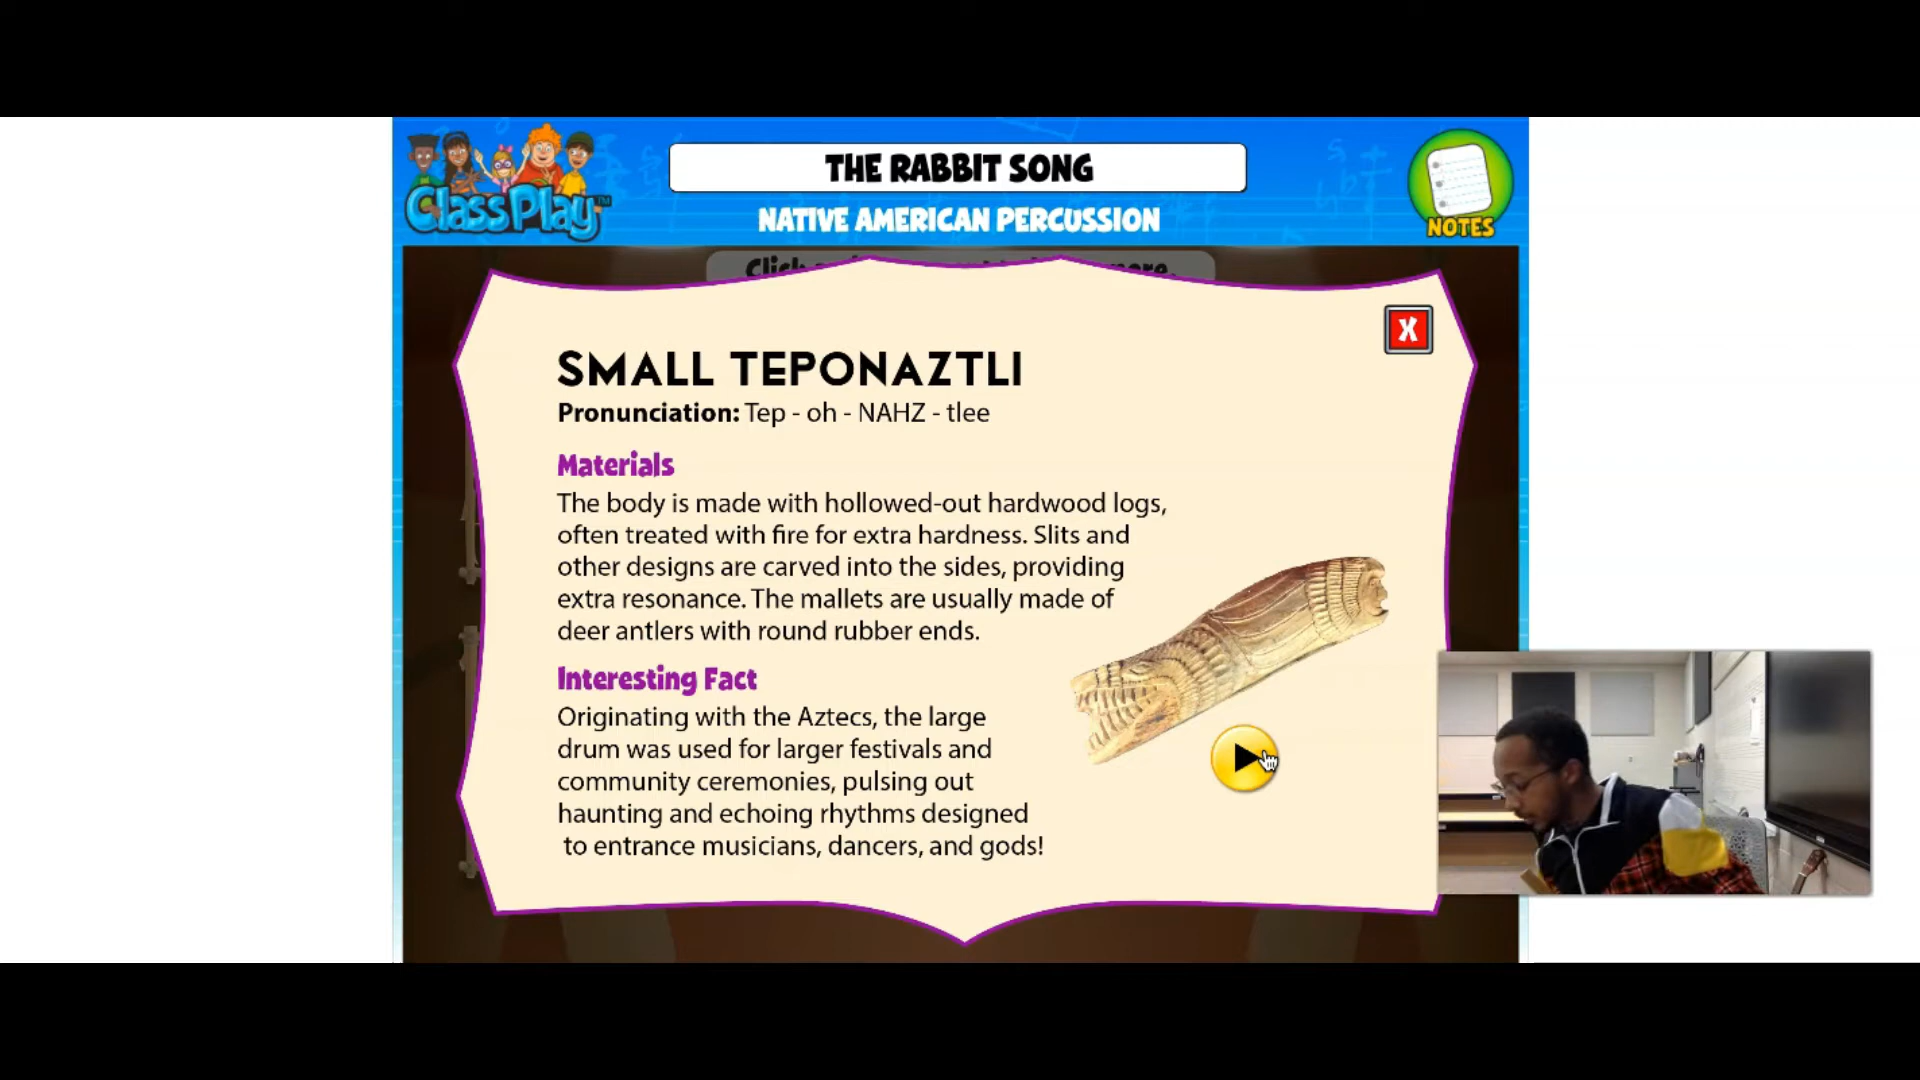 ClassPlay™
THE RABBIT SONG
NATIVE AMERICAN PERCUSSION
NOTES
X
SMALL TEPONAZTLI
Pronunciation: Tep - oh - NAHZ - tlee
Materials
The body is made with hollowed-out hardwood logs,
often treated with fire for extra hardness. Slits and
other designs are carved into the sides, providing
extra resonance. The mallets are usually made of
deer antlers with round rubber ends.
Interesting Fact
Originating with the Aztecs, the large
drum was used for larger festivals and
community ceremonies, pulsing out
haunting and echoing rhythms designed
to entrance musicians, dancers, and gods!